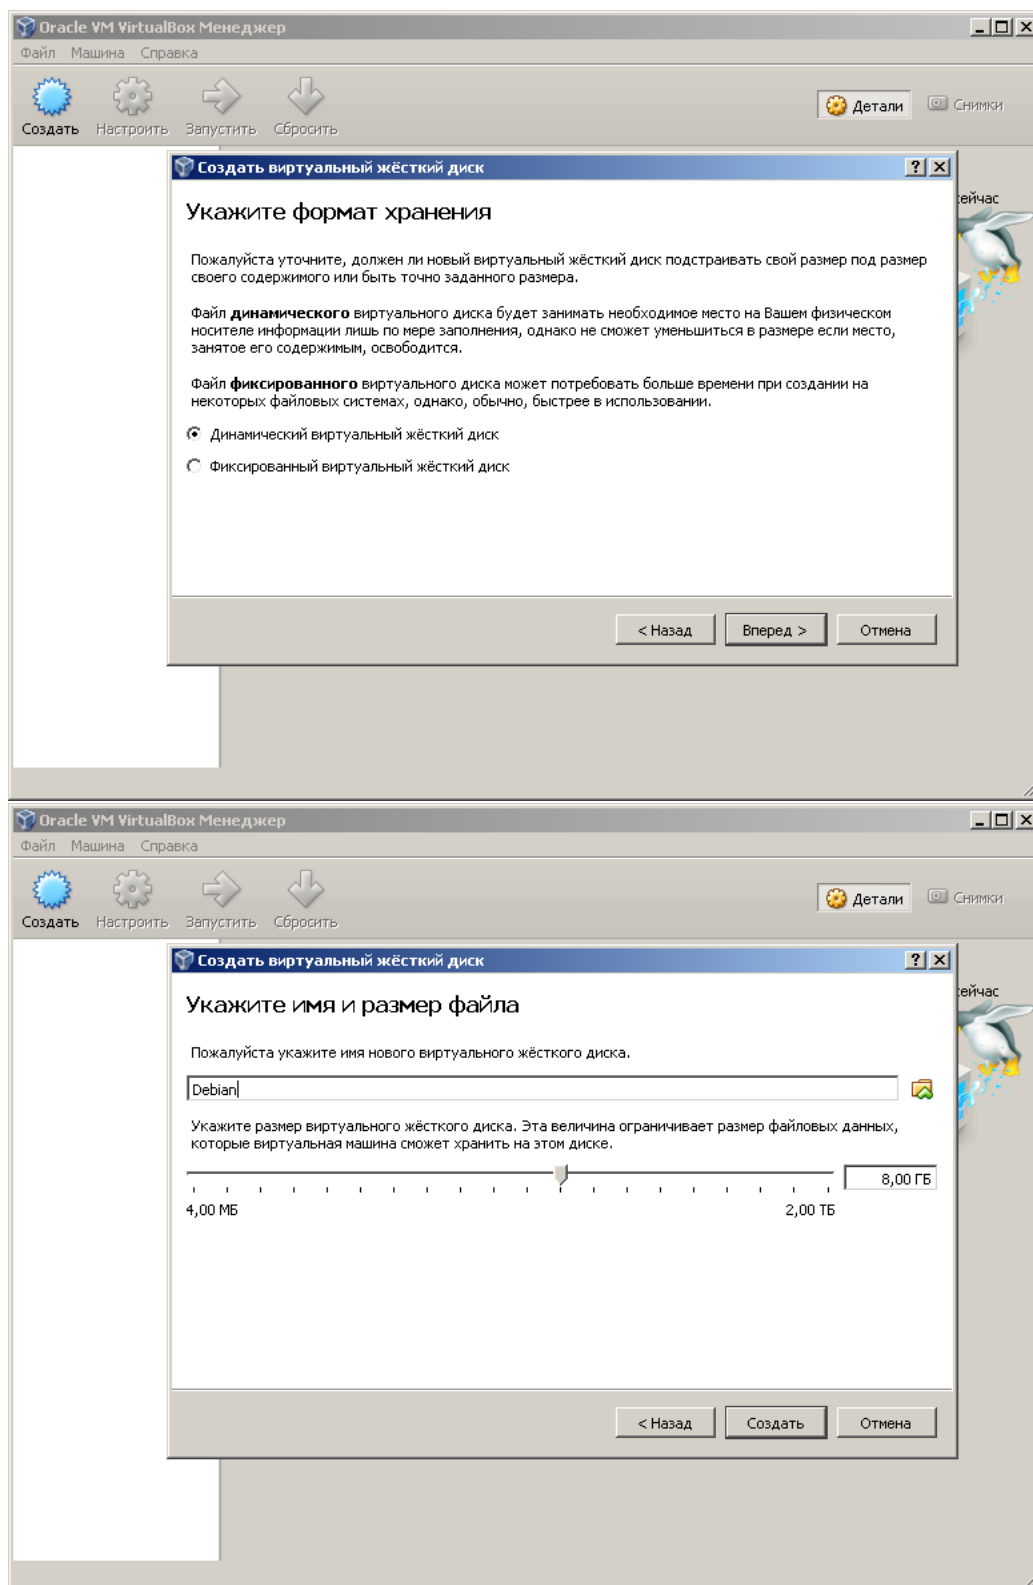 Oracle VM VirtualBox Менеджер
Файл Машина Справка
Создать Настроить Запустить Сбросить Детали Снимки
Создать виртуальный жёсткий диск
сейчас
Укажите формат хранения
Пожалуйста уточните, должен ли новый виртуальный жёсткий диск подстраивать свой размер под размер
своего содержимого или быть точно заданного размера.
Файл динамического виртуального диска будет занимать необходимое место на Вашем физическом
носителе информации лишь по мере заполнения, однако не сможет уменьшиться в размере если место,
занятое его содержимым, освободится.
Файл фиксированного виртуального диска может потребовать больше времени при создании на
некоторых файловых системах, однако, обычно, быстрее в использовании.
Динамический виртуальный жёсткий диск
Фиксированный виртуальный жёсткий диск
< Назад Вперед > Отмена
Oracle VM VirtualBox Менеджер
Файл Машина Справка
Создать Настроить Запустить Сбросить Детали Снимки
Создать виртуальный жёсткий диск
сейчас
Укажите имя и размер файла
Пожалуйста укажите имя нового виртуального жёсткого диска.
Debian
Укажите размер виртуального жёсткого диска. Эта величина ограничивает размер файловых данных,
которые виртуальная машина сможет хранить на этом диске.
8,00 ГБ
4,00 МБ 2,00 ТБ
< Назад Создать Отмена